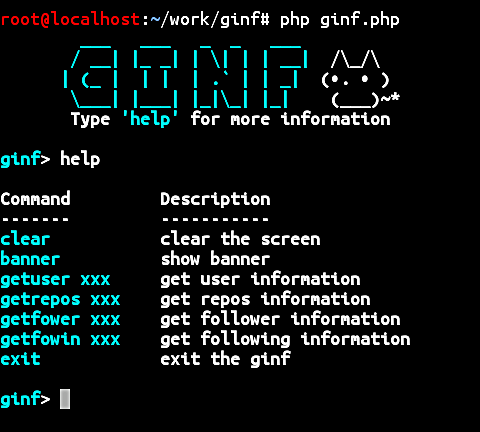 root@localhost:~/work/ginf# php ginf.php
GINF
Type 'help' for more information
ginf> help
Command Description
------- -----------
clear clear the screen
banner show banner
getuser xxx get user information
getrepos xxx get repos information
getfower xxx get follower information
getfowin xxx get following information
exit exit the ginf
ginf>